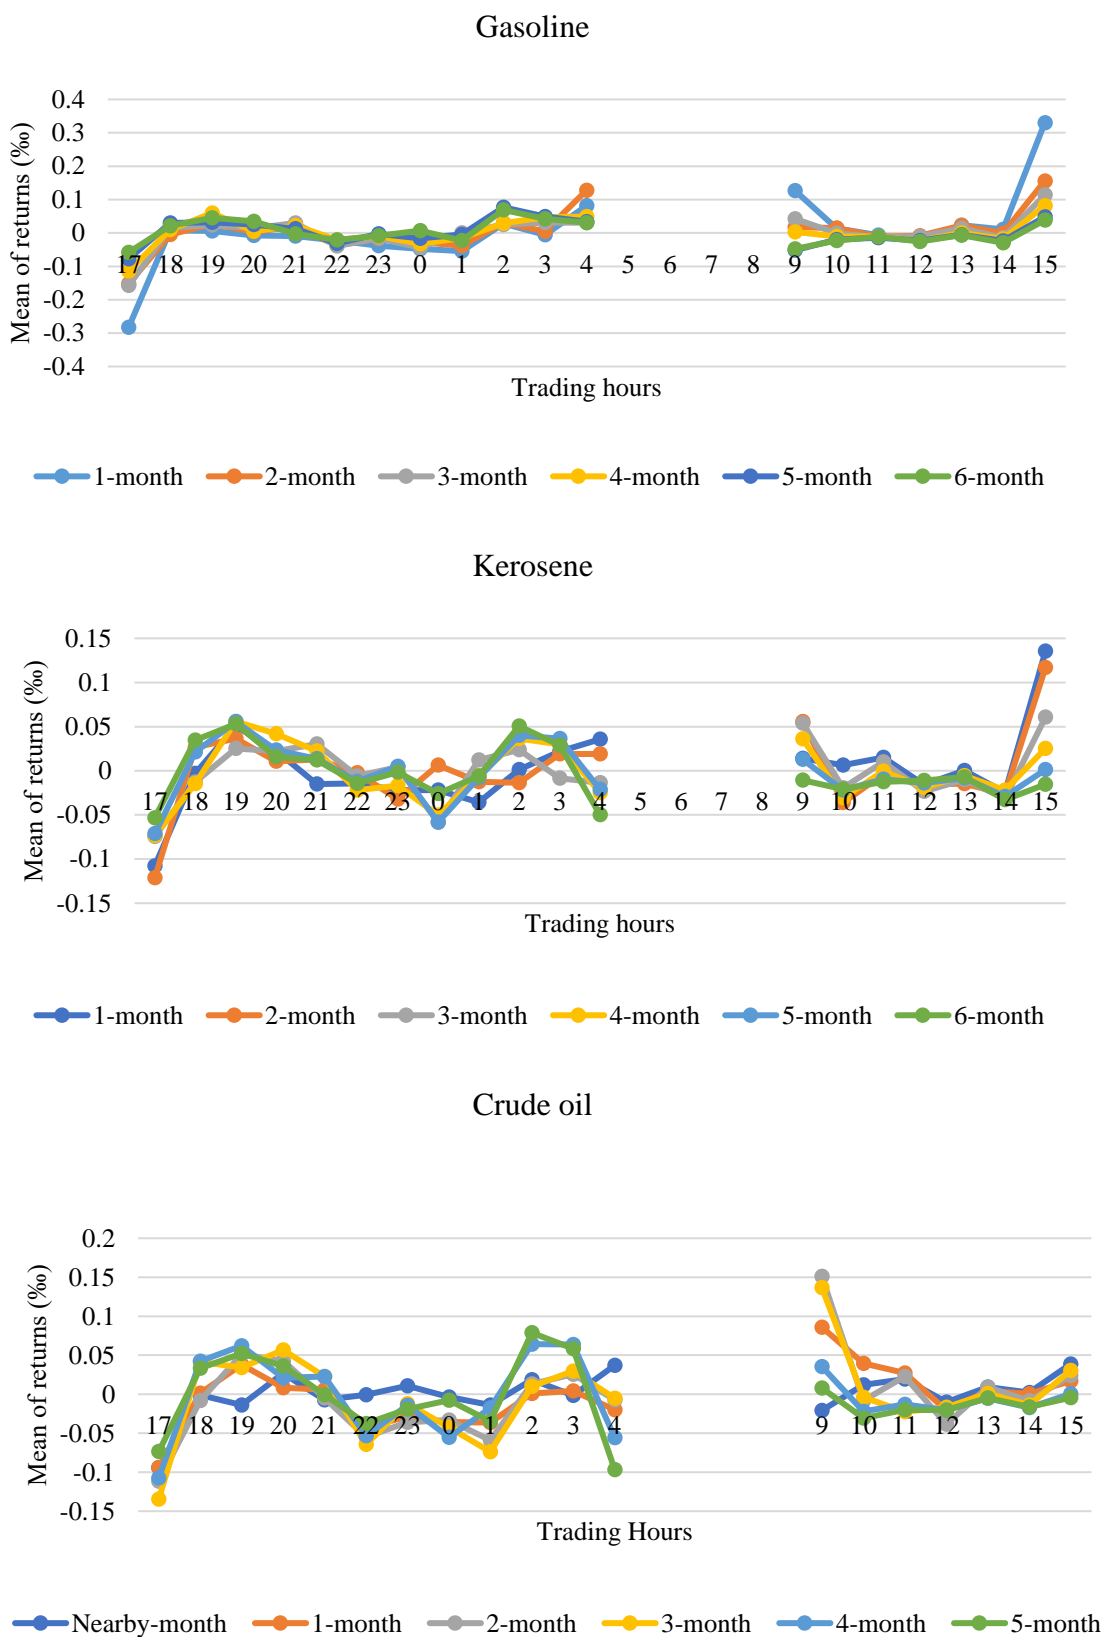 Gasoline
0.4
0.3
0.2
0.1
0
-0.1
-0.2
-0.3
-0.4
Mean of returns (‰)
17 18 19 20 21 22 23 0 1 2 3 4 5 6 7 8 9 10 11 12 13 14 15
Trading hours
1-month 2-month 3-month 4-month 5-month 6-month
Kerosene
0.15
0.1
0.05
0
-0.05
-0.1
-0.15
Mean of returns (‰)
17 18 19 20 21 22 23 0 1 2 3 4 5 6 7 8 9 10 11 12 13 14 15
Trading hours
1-month 2-month 3-month 4-month 5-month 6-month
Crude oil
0.2
0.15
0.1
0.05
0
-0.05
-0.1
-0.15
Mean of returns (‰)
17 18 19 20 21 22 23 0 1 2 3 4 9 10 11 12 13 14 15
Trading Hours
Nearby-month 1-month 2-month 3-month 4-month 5-month